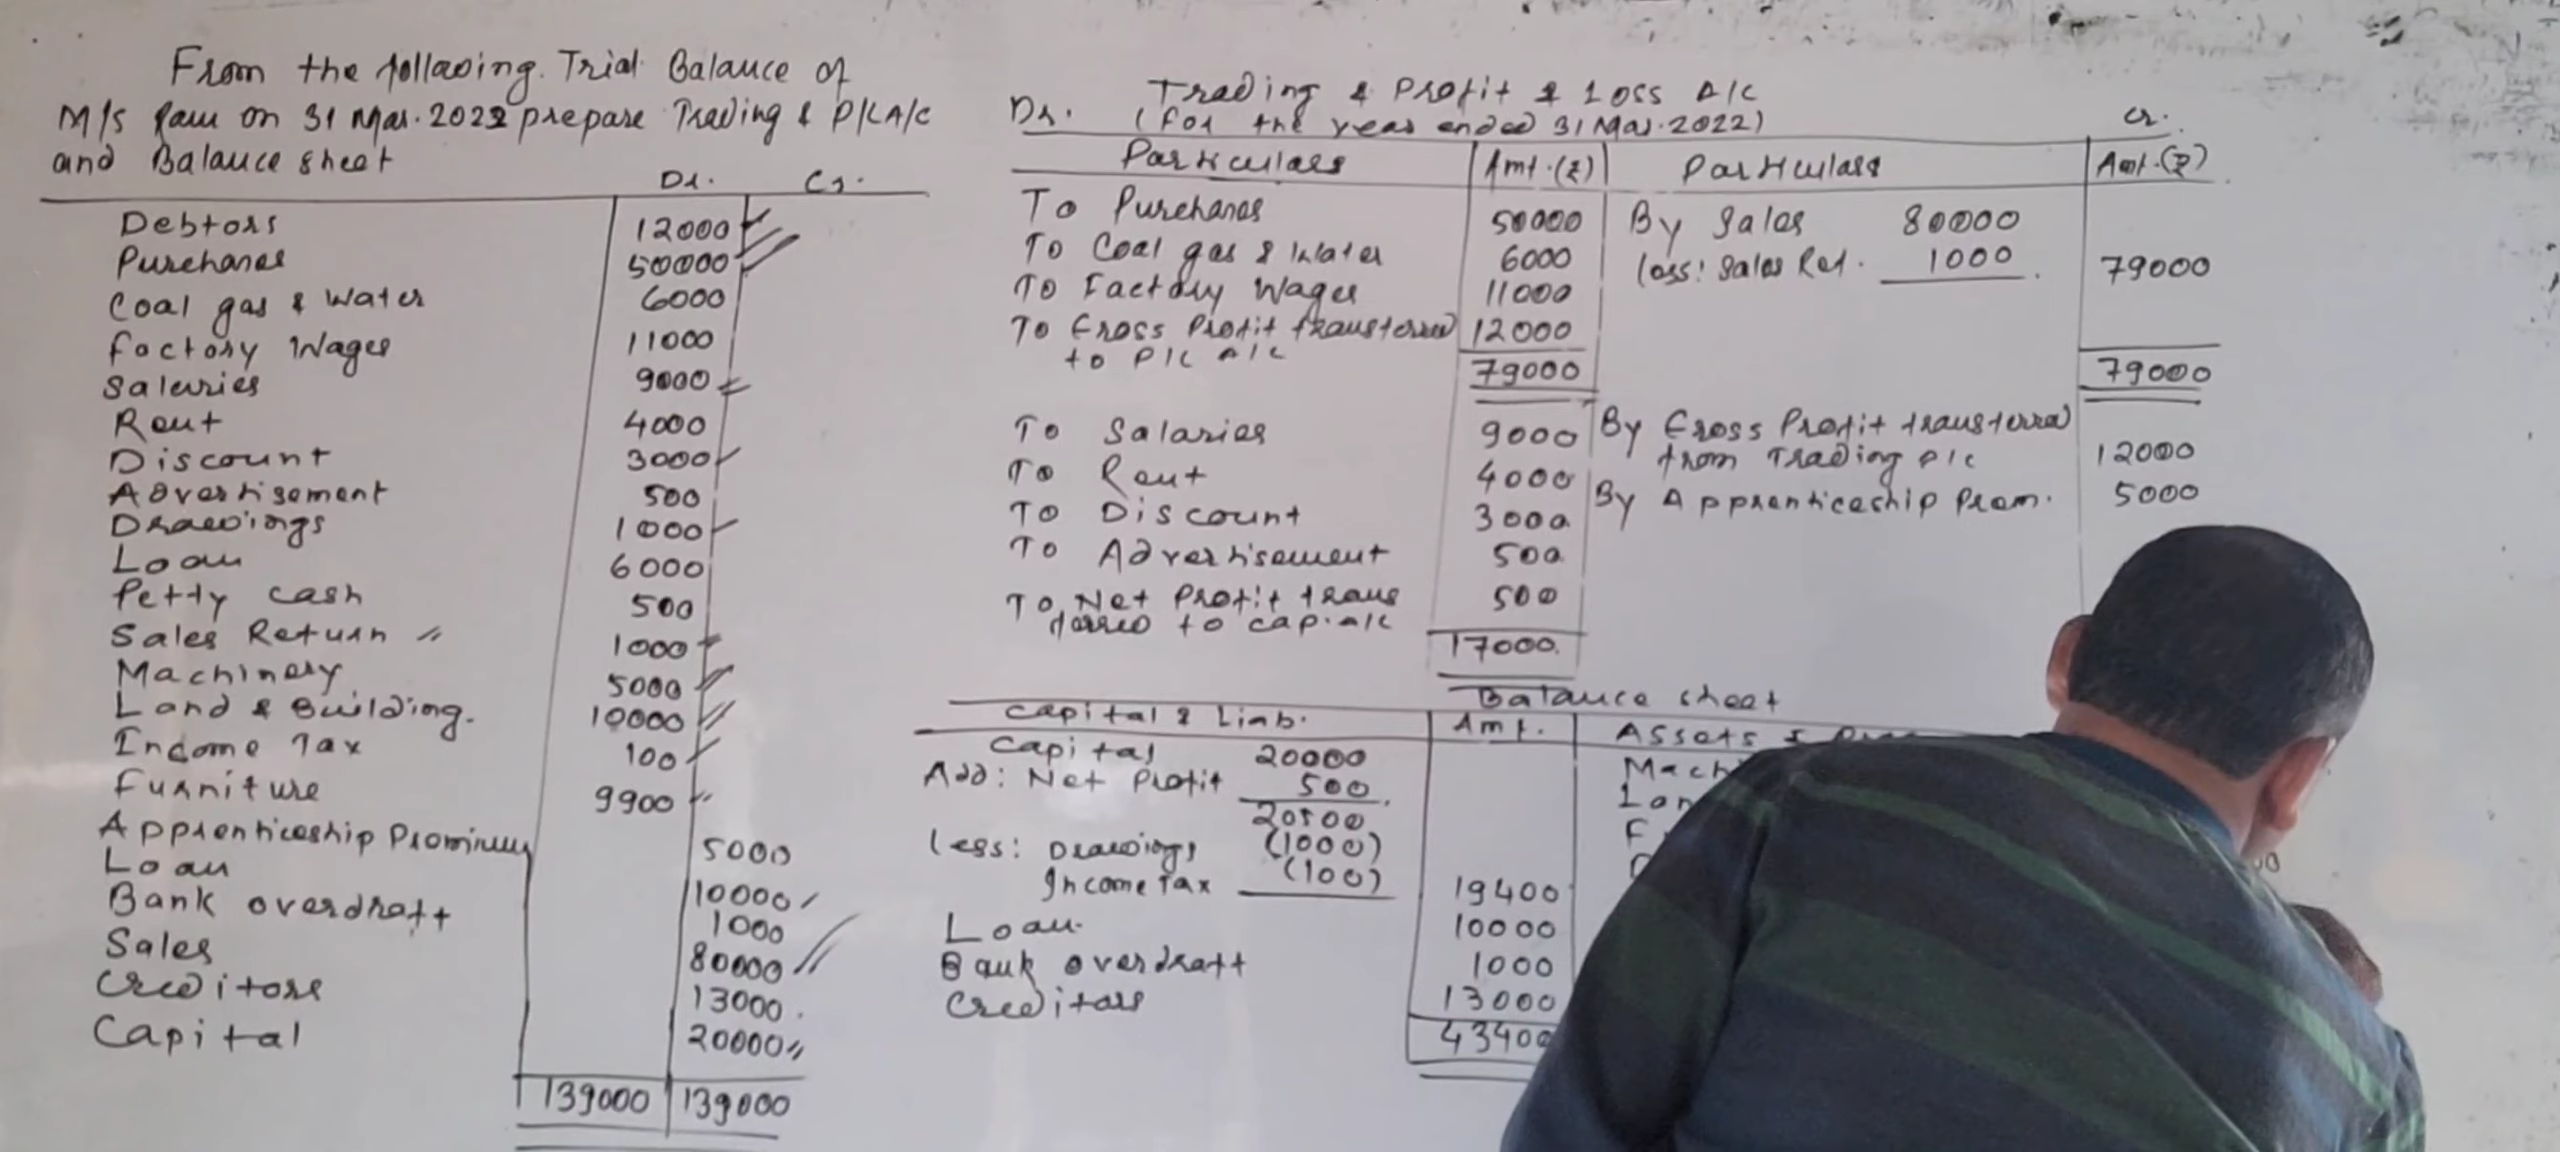 From the following Trial Balance of
M/S Ram on 31 Mar. 2022 prepare Trading & P/L A/c
and Balance sheet
Dr. Cr.
Debtors 12000
Purchases 50000
Coal gas & Water 6000
Factory Wages 11000
Salaries 9000
Rent 4000
Discount 3000
Advertisement 500
Drawings 1000
Loan 6000
Petty cash 500
Sales Return 1000
Machinery 5000
Land & Building. 10000
Income Tax 100
Furniture 9900
Apprenticeship Premium 5000
Loan 10000
Bank overdraft 1000
Sales 80000
Creditors 13000
Capital 20000
139000 139000
Trading & Profit & Loss A/C
Dr. (for the year ended 31 Mar. 2022) Cr.
Particulars Amt.(₹) Particulars Amt.(₹)
To Purchases 50000 By Sales 80000
To Coal gas & Water 6000 Less: Sales Ret. 1000 79000
To Factory Wages 11000
To Gross Profit transferred 12000
to P/L A/C
79000 79000
To Salaries 9000 By Gross Profit transferred
from Trading A/C 12000
To Rent 4000
By Apprenticeship Prem. 5000
To Discount 3000
To Advertisement 500
To Net Profit trans 500
ferred to cap. A/C
17000
Balance sheet
Capital & Liab. Amt. Assets &
Capital 20000
Add: Net Profit 500
20500
Less: Drawings (1000)
Income Tax (100) 19400
Loan 10000
Bank overdraft 1000
Creditors 13000
43400
Mach
Lan
F